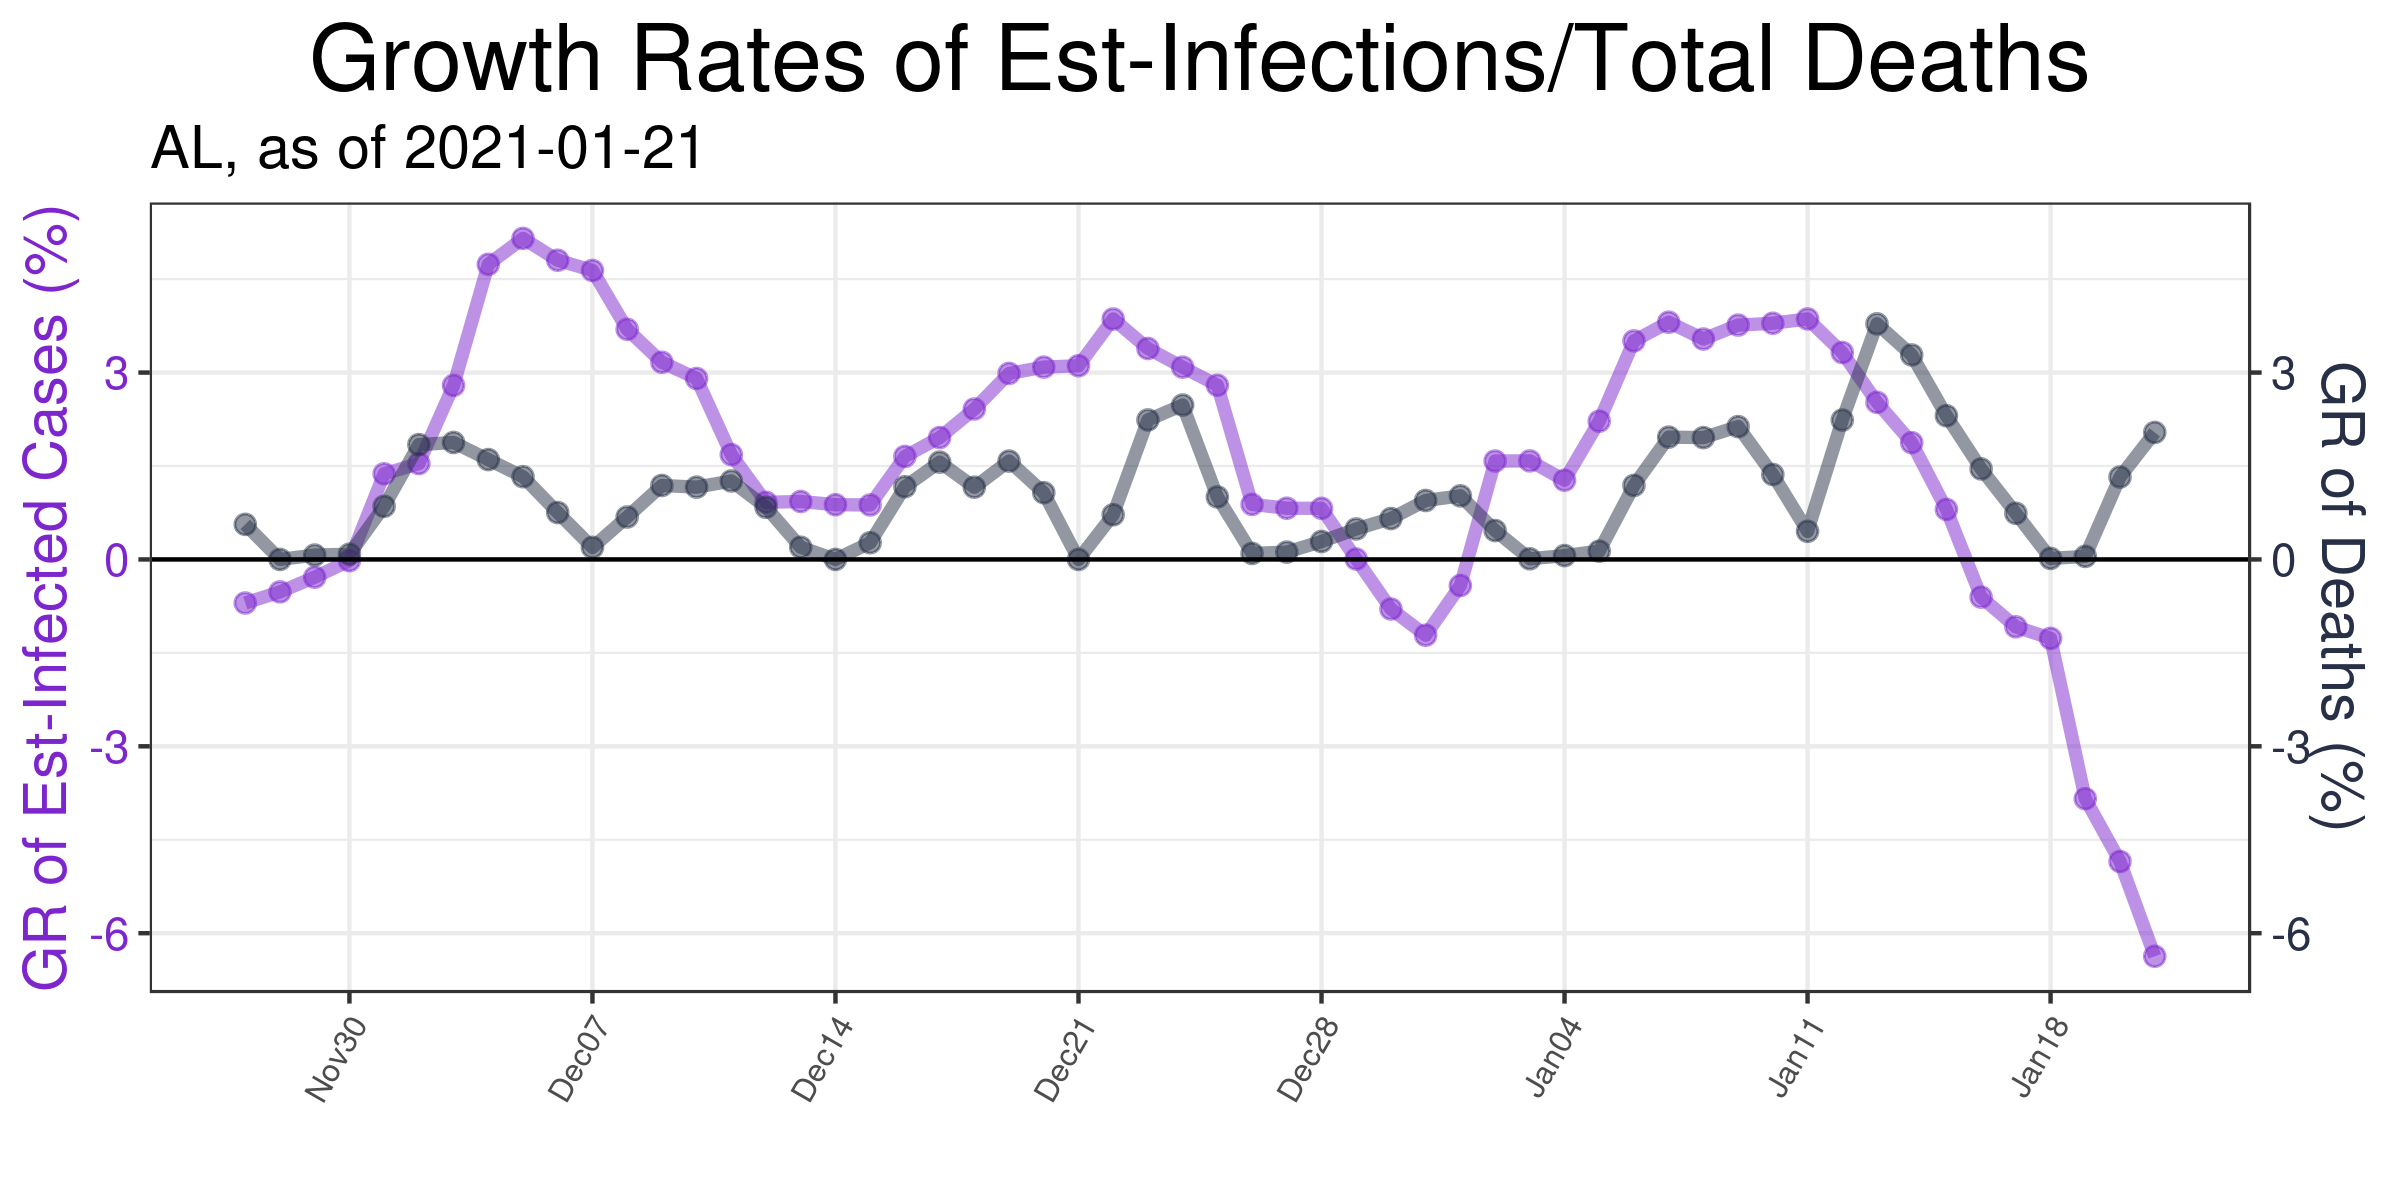 Growth Rates of Est-Infections/Total Deaths
AL, as of 2021-01-21
GR of Est-Infected Cases (%)
3
0
-3
-6
3
0
-3
-6
GR of Deaths (%)
Nov30
Dec07
Dec14
Dec21
Dec28
Jan04
Jan11
Jan18